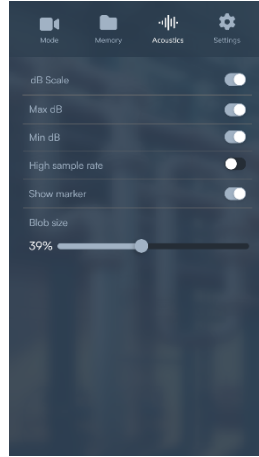 Mode Memory Acoustics Settings
dB Scale
Max dB
Min dB
High sample rate
Show marker
Blob size
39%